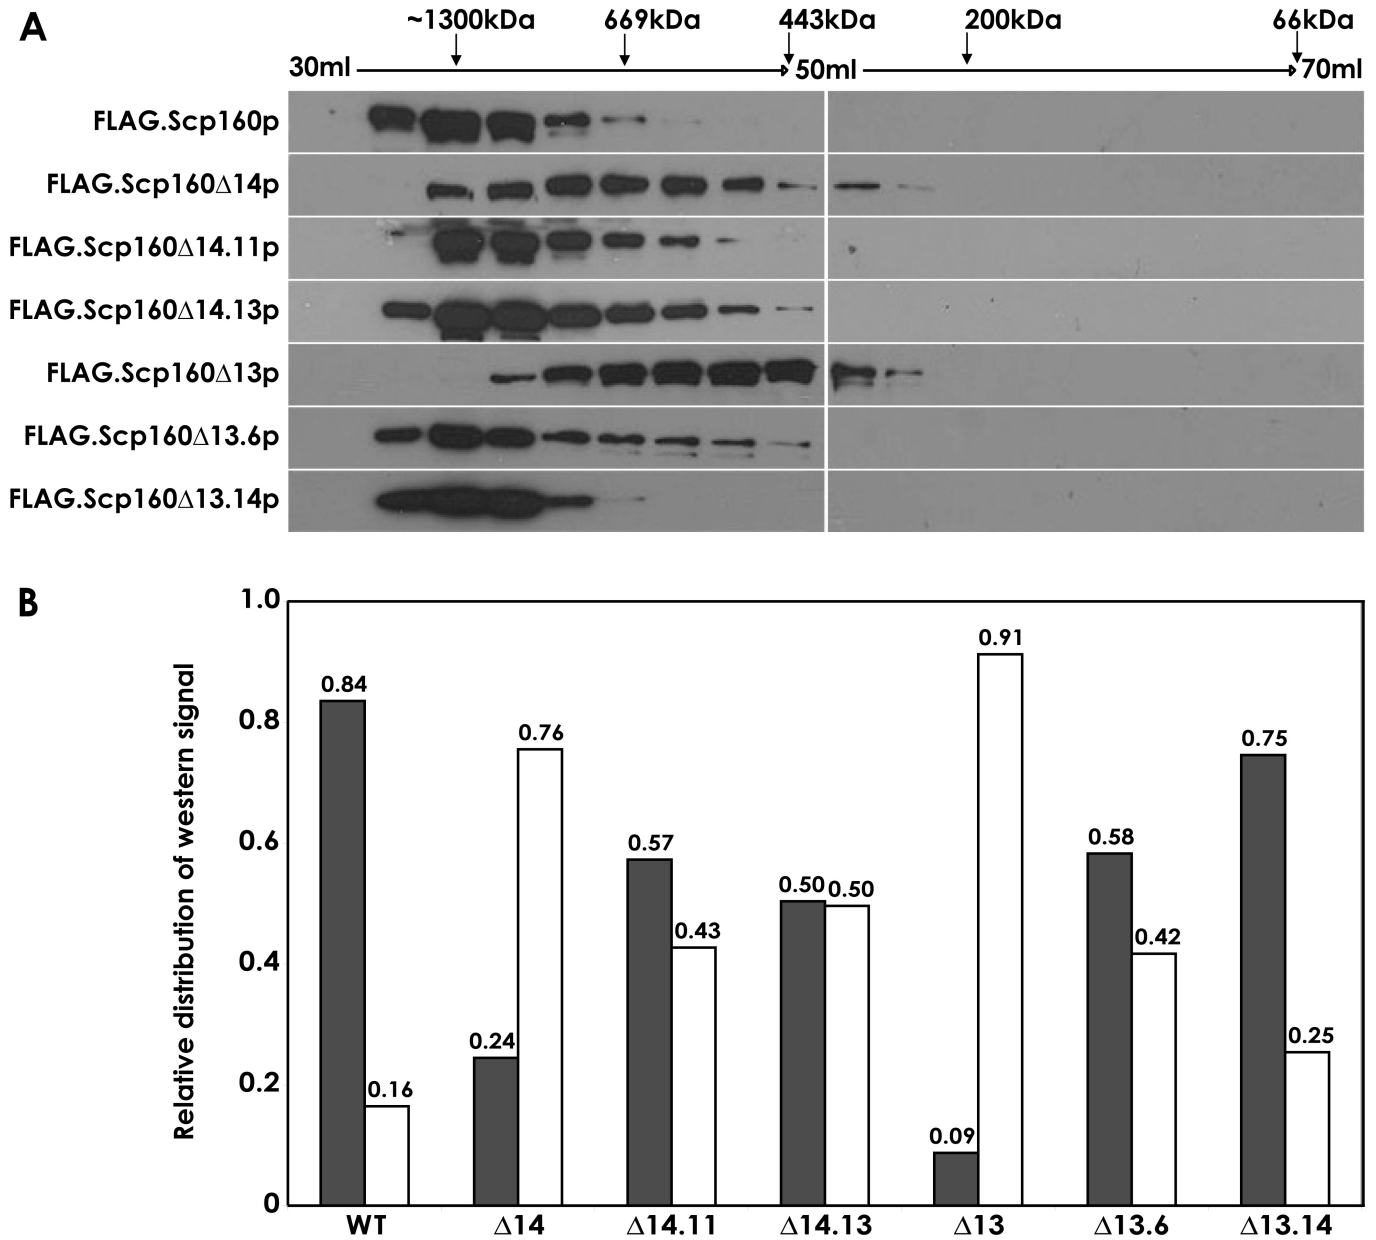 A
~1300kDa 669kDa 443kDa 200kDa 66kDa
30ml 50ml 70ml
FLAG.Scp160p
FLAG.Scp160Δ14p
FLAG.Scp160Δ14.11p
FLAG.Scp160Δ14.13p
FLAG.Scp160Δ13p
FLAG.Scp160Δ13.6p
FLAG.Scp160Δ13.14p
B
Relative distribution of western signal
1.0
0.8
0.6
0.4
0.2
0
0.84
0.16
0.24
0.76
0.57
0.43
0.50
0.50
0.09
0.91
0.58
0.42
0.75
0.25
WT Δ14 Δ14.11 Δ14.13 Δ13 Δ13.6 Δ13.14